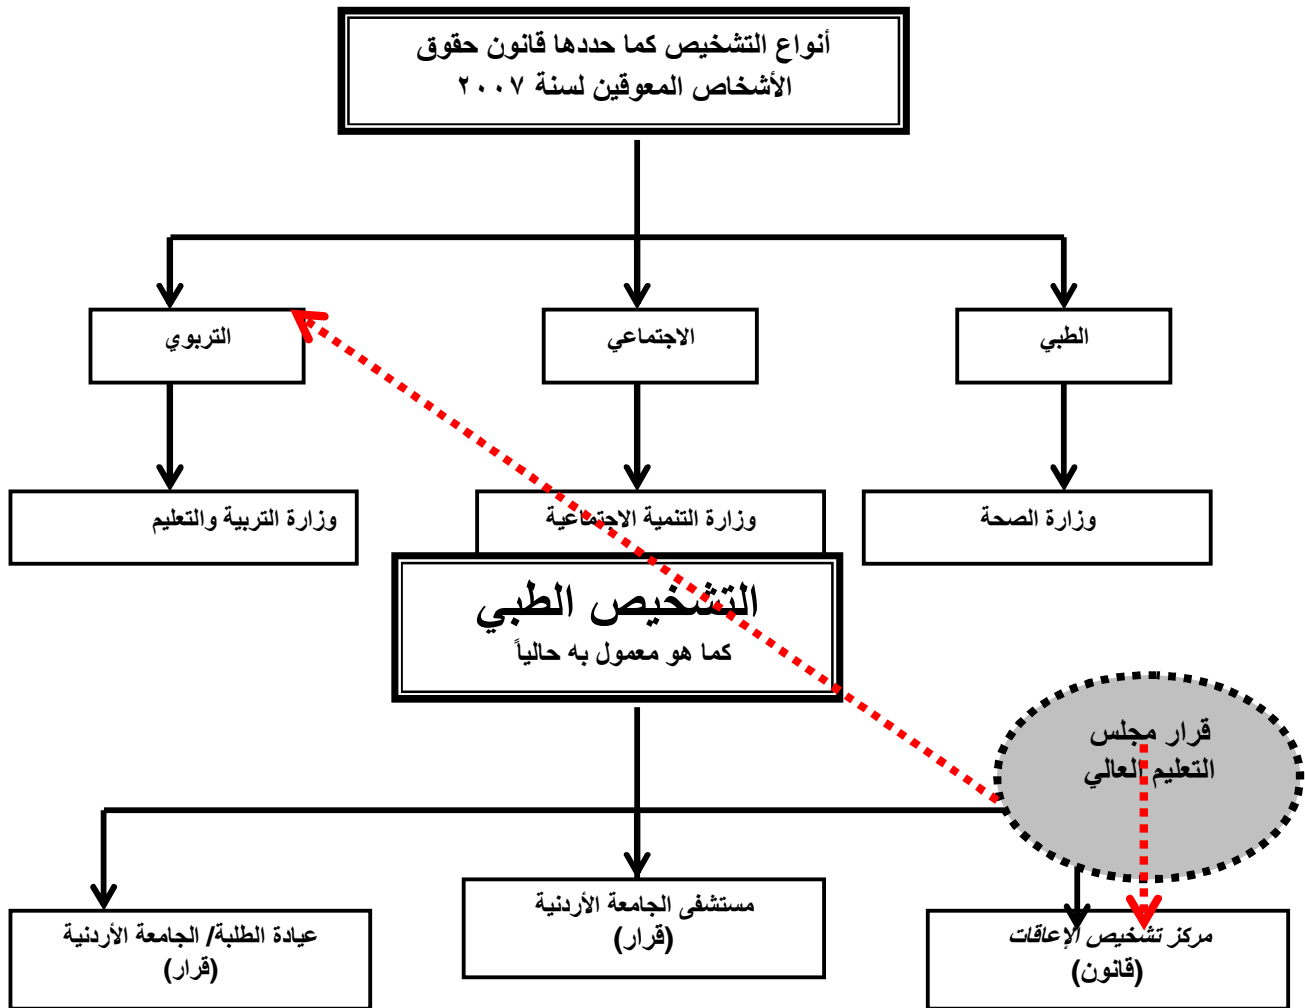 أنواع التشخيص كما حددها قانون حقوق
الأشخاص المعوقين لسنة ٢٠٠٧
الطبي
الاجتماعي
التربوي
وزارة الصحة
وزارة التنمية الاجتماعية
وزارة التربية والتعليم
التشخيص الطبي
كما هو معمول به حالياً
قرار مجلس
التعليم العالي
مركز تشخيص الإعاقات
(قانون)
مستشفى الجامعة الأردنية
(قرار)
عيادة الطلبة/ الجامعة الأردنية
(قرار)